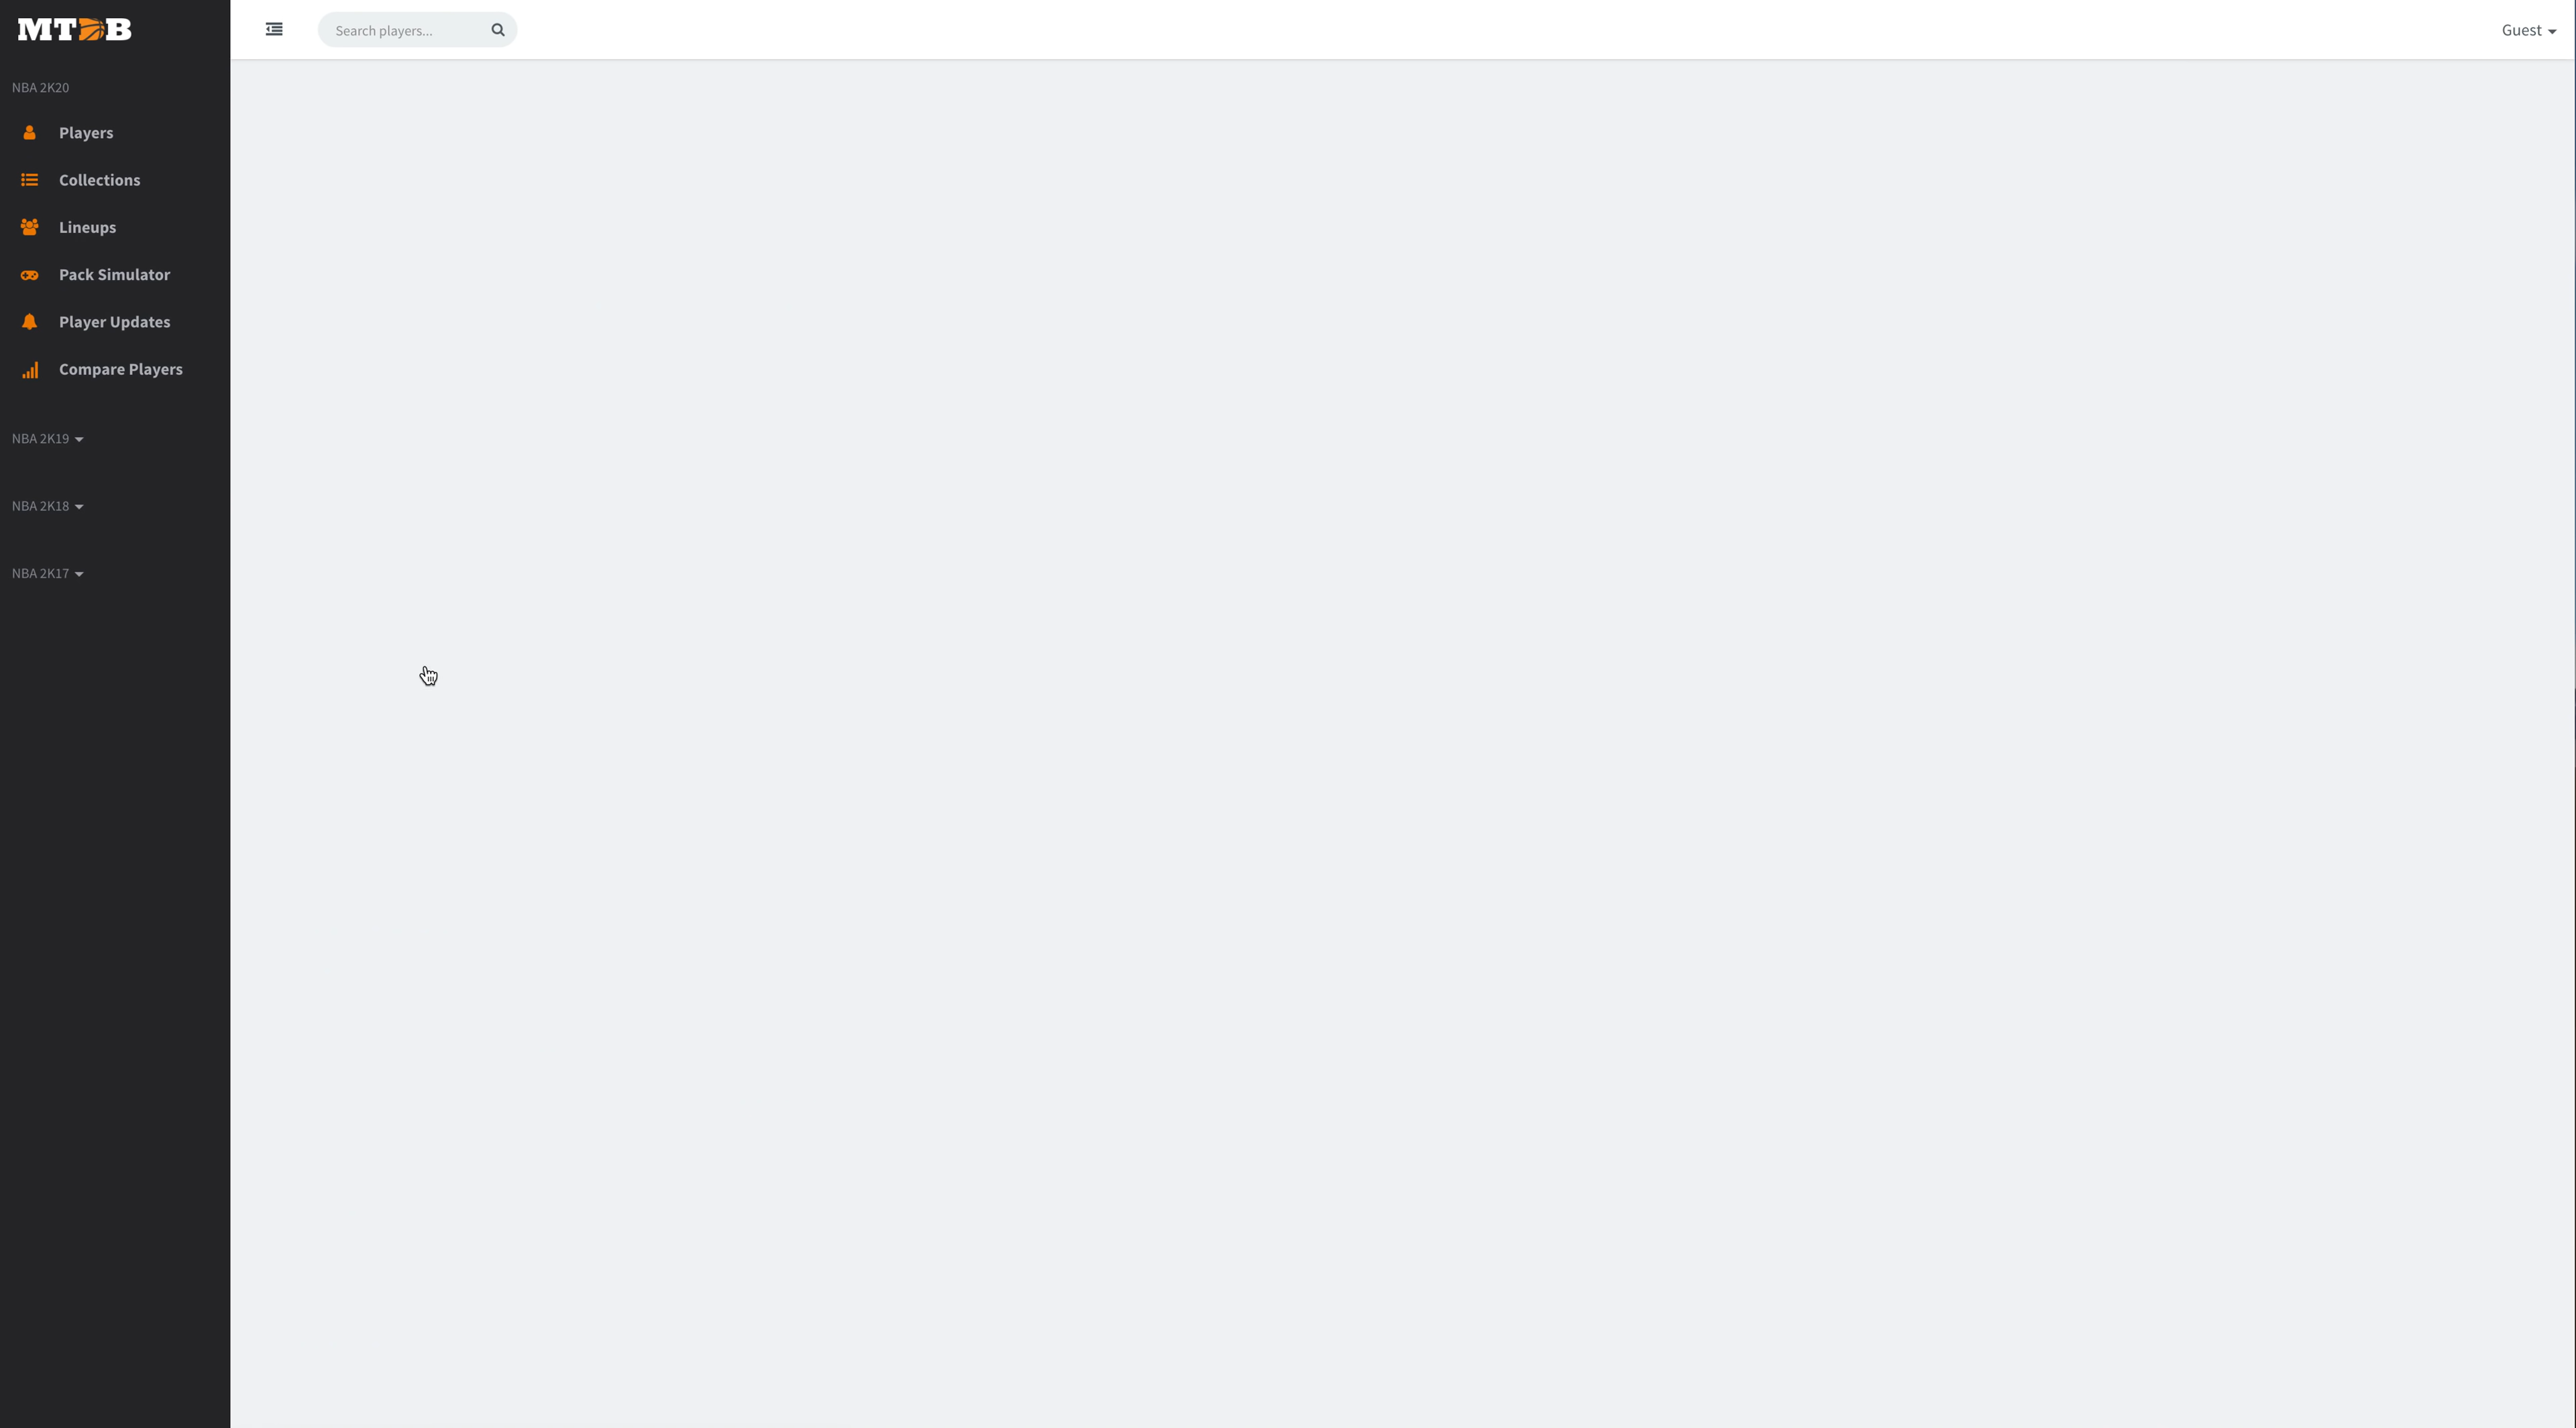 MTDB
Search players...
Guest
NBA 2K20
Players
Collections
Lineups
Pack Simulator
Player Updates
Compare Players
NBA 2K19
NBA 2K18
NBA 2K17